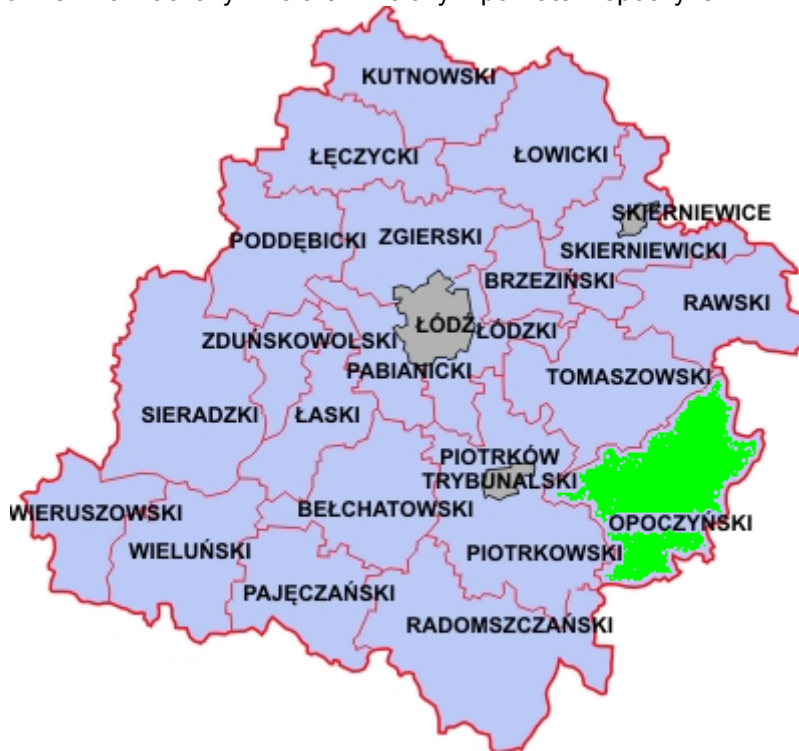 KUTNOWSKI
ŁĘCZYCKI
ŁOWICKI
SKIERNIEWICE
PODDĘBICKI
ZGIERSKI
SKIERNIEWICKI
BRZEZIŃSKI
RAWSKI
ŁÓDŹ
ŁÓDZKI
ZDUŃSKOWOLSKI
PABIANICKI
TOMASZOWSKI
SIERADZKI
ŁASKI
PIOTRKÓW
TRYBUNALSKI
BEŁCHATOWSKI
WIERUSZOWSKI
OPOCZYŃSKI
WIELUŃSKI
PIOTRKOWSKI
PAJĘCZAŃSKI
RADOMSZCZAŃSKI